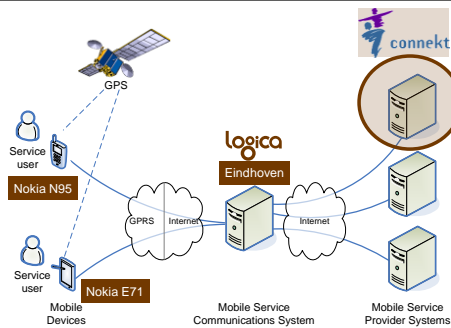 connekt
GPS
Service
user
Nokia N95
logica
Eindhoven
GPRS
Internet
Internet
Service
user
Nokia E71
Mobile
Devices
Mobile Service
Communications System
Mobile Service
Provider Systems